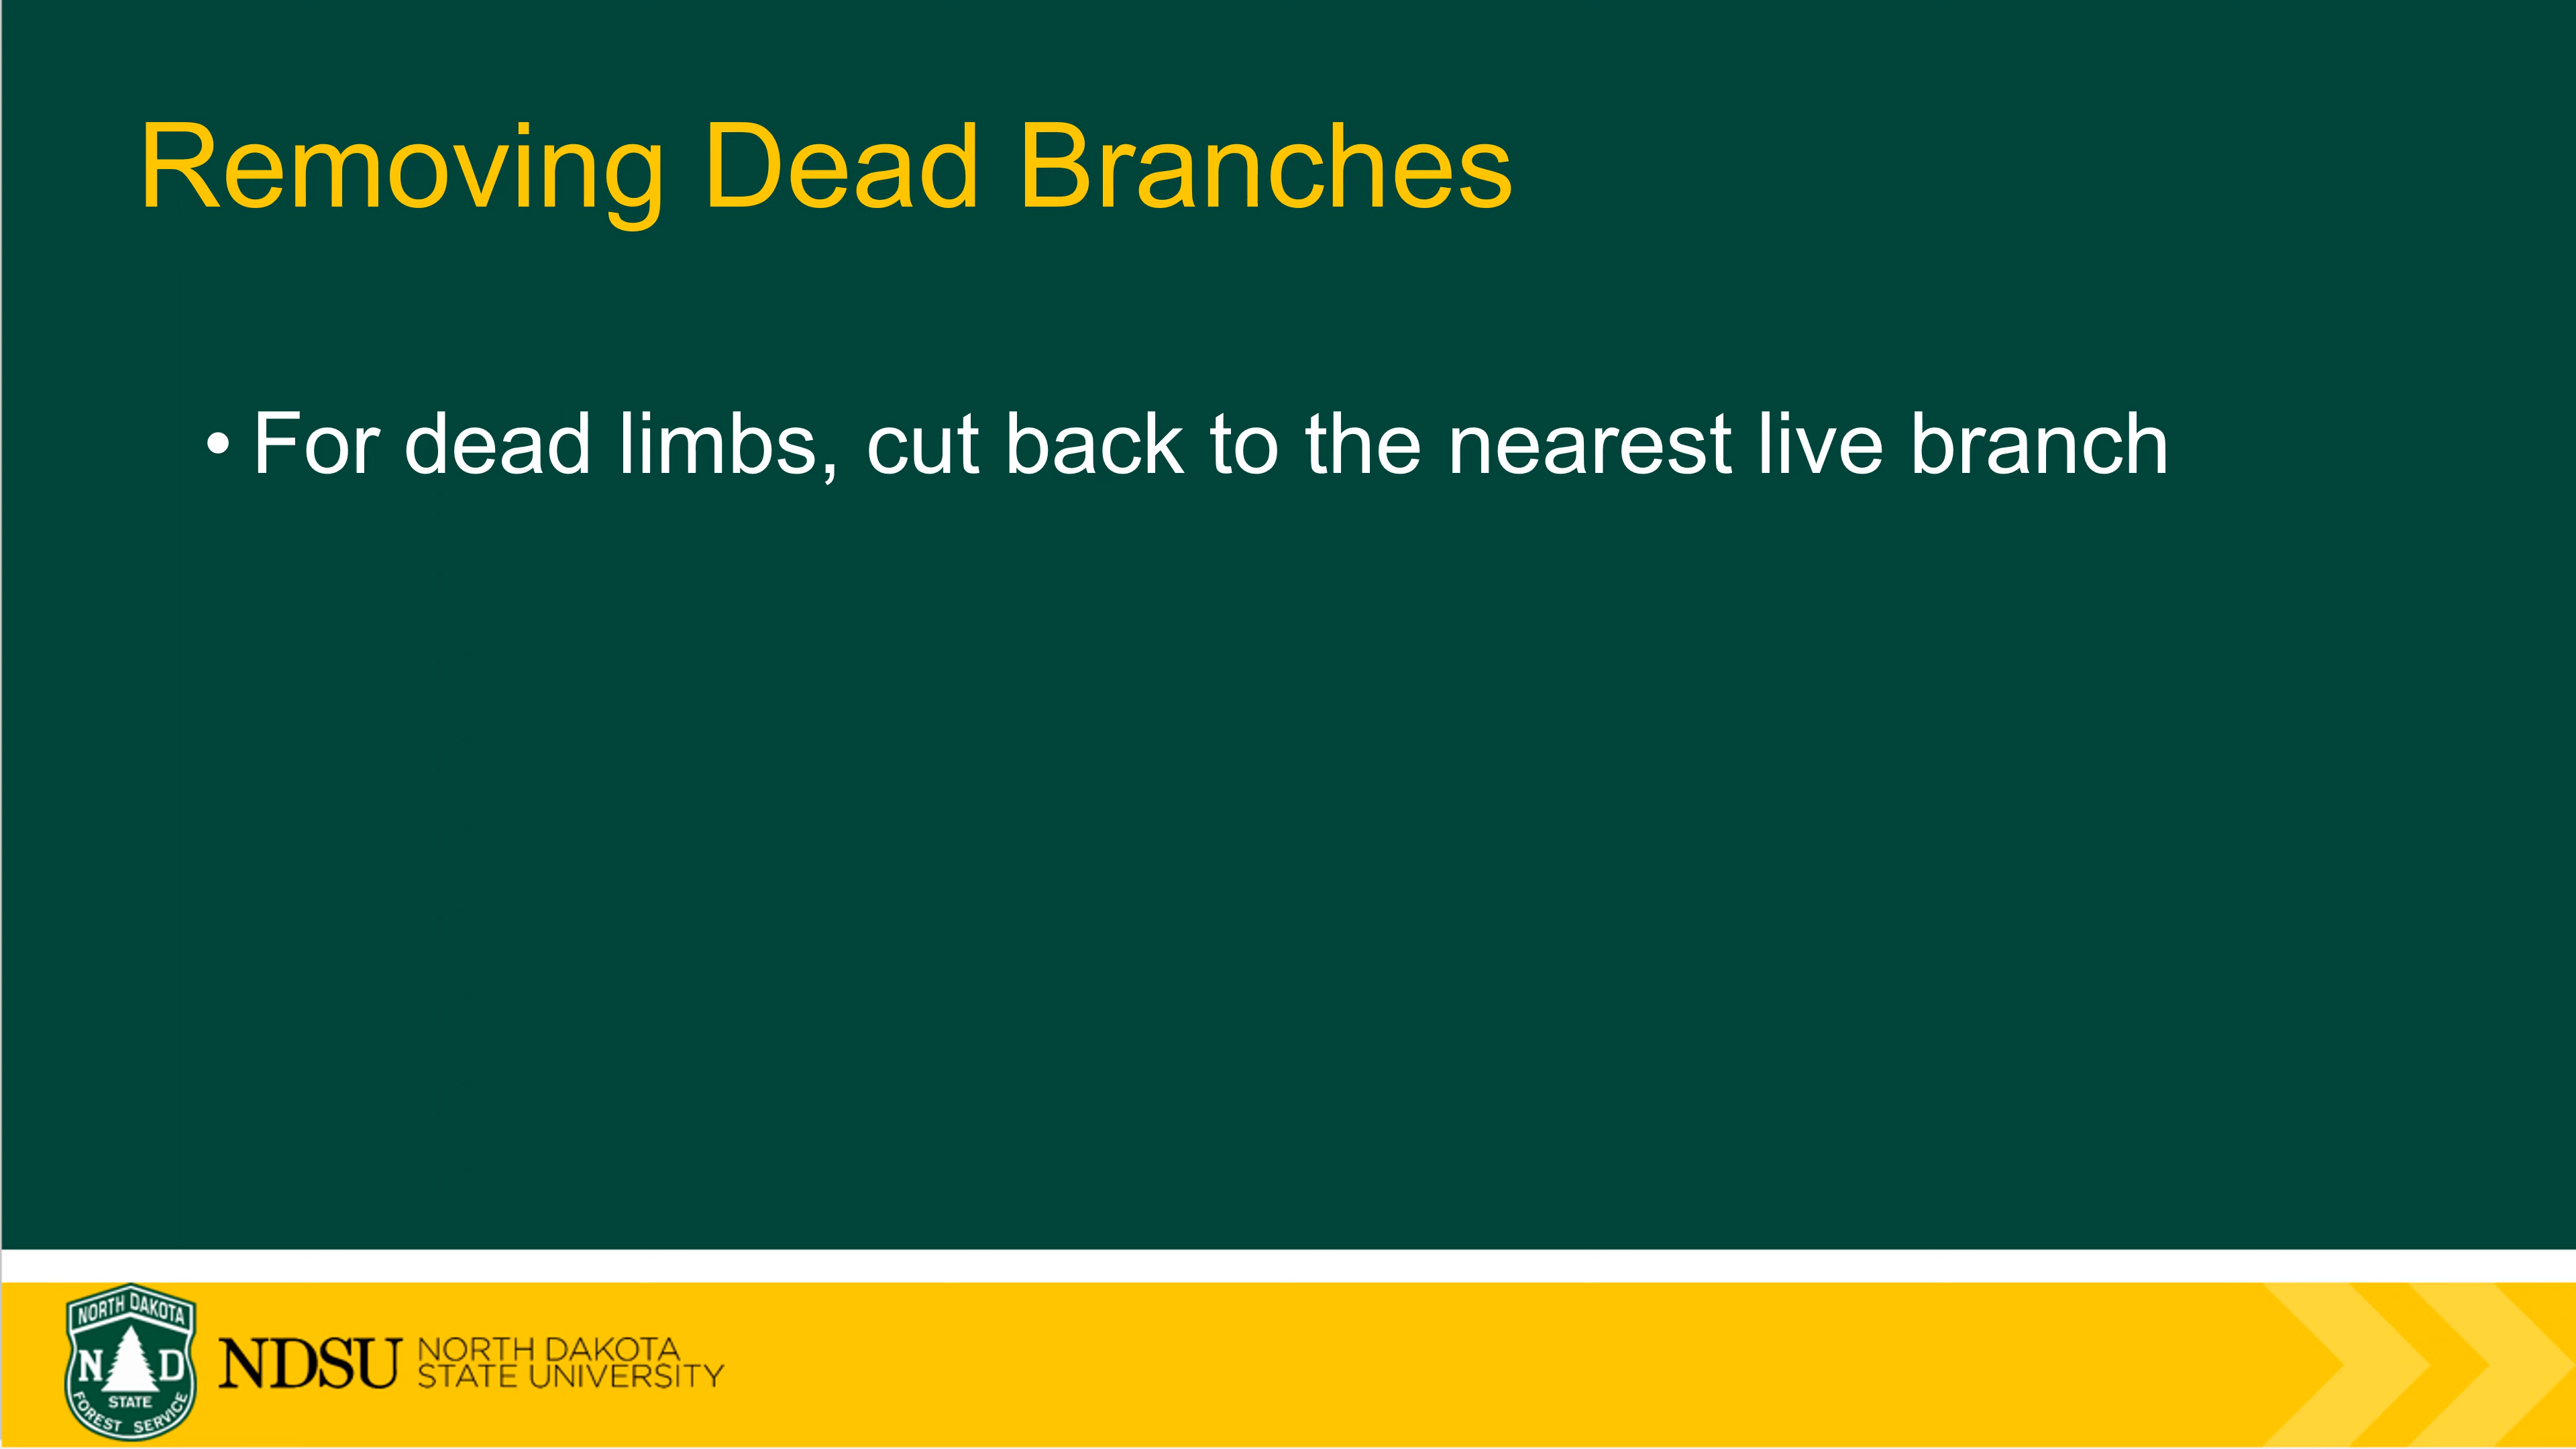 Removing Dead Branches
• For dead limbs, cut back to the nearest live branch
NORTH DAKOTA
N D
STATE
FOREST SERVICE
NDSU
NORTH DAKOTA
STATE UNIVERSITY